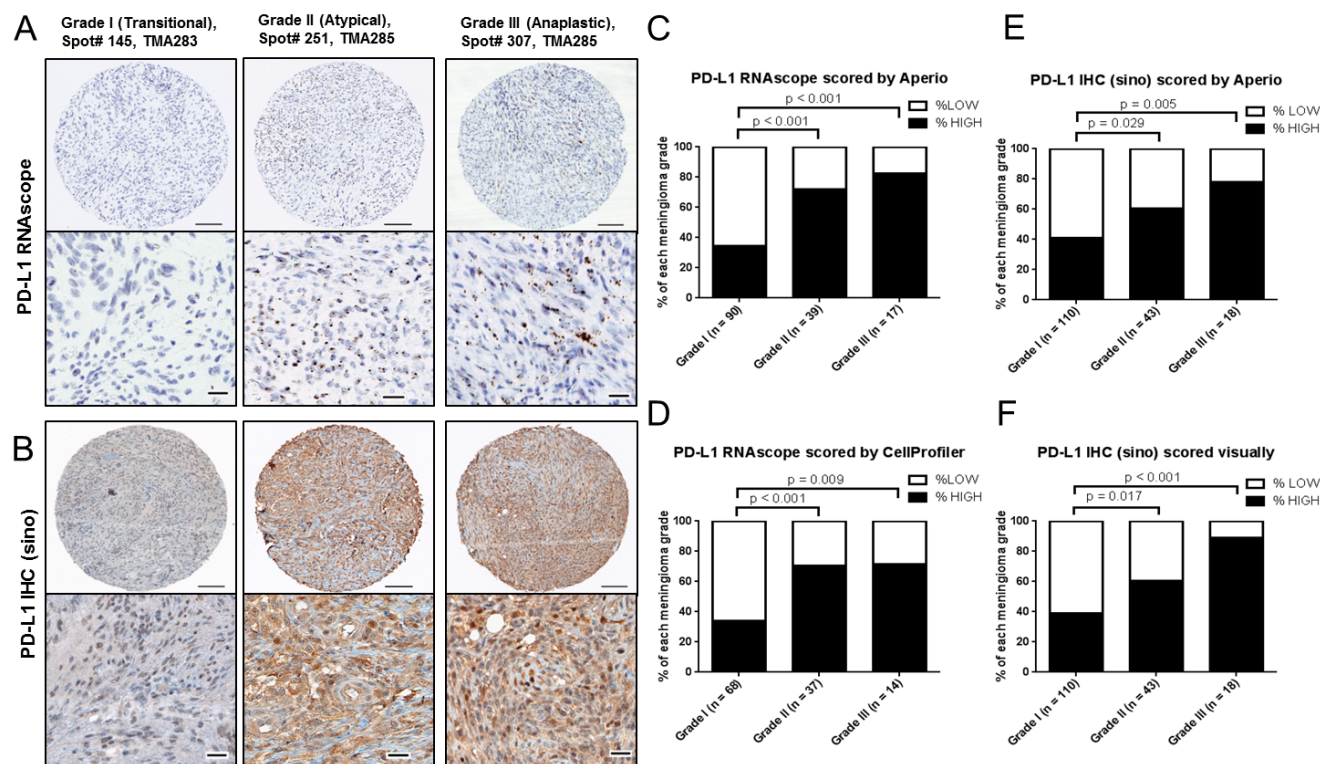 A
Grade I (Transitional),
Spot# 145, TMA283
Grade II (Atypical),
Spot# 251, TMA285
Grade III (Anaplastic),
Spot# 307, TMA285
PD-L1 RNAscope
B
PD-L1 IHC (sino)
C
PD-L1 RNAscope scored by Aperio
p < 0.001
p < 0.001
%LOW
% HIGH
% of each meningioma grade
100
80
60
40
20
0
Grade I (n = 90)
Grade II (n = 39)
Grade III (n = 17)
D
PD-L1 RNAscope scored by CellProfiler
p = 0.009
p < 0.001
% LOW
% HIGH
% of each meningioma grade
100
80
60
40
20
0
Grade I (n = 68)
Grade II (n = 37)
Grade III (n = 14)
E
PD-L1 IHC (sino) scored by Aperio
p = 0.005
p = 0.029
% LOW
% HIGH
% of each meningioma grade
100
80
60
40
20
0
Grade I (n = 110)
Grade II (n = 43)
Grade III (n = 18)
F
PD-L1 IHC (sino) scored visually
p < 0.001
p = 0.017
% LOW
% HIGH
% of each meningioma grade
100
80
60
40
20
0
Grade I (n = 110)
Grade II (n = 43)
Grade III (n = 18)